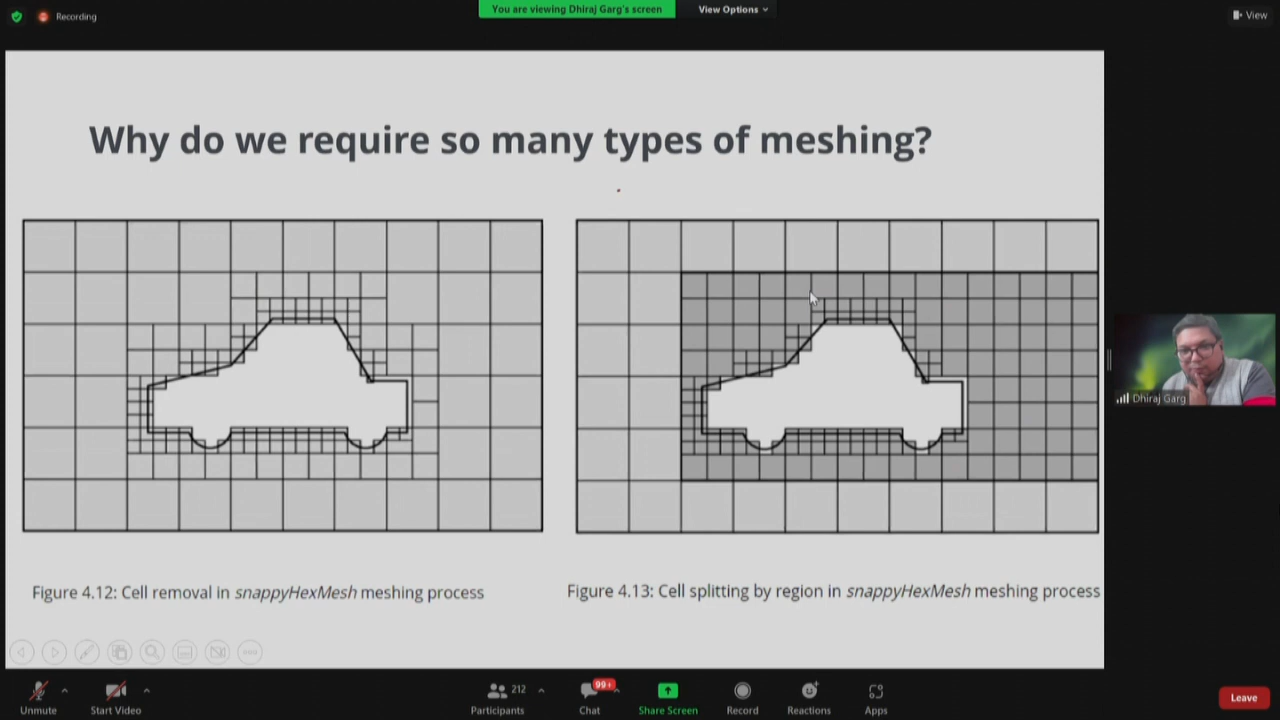 Recording
You are viewing Dhiraj Garg's screen
View Options
View
Why do we require so many types of meshing?
Figure 4.12: Cell removal in snappyHexMesh meshing process
Figure 4.13: Cell splitting by region in snappyHexMesh meshing process
Dhiraj Garg
Unmute
Start Video
212
Participants
99+
Chat
Share Screen
Record
Reactions
Apps
Leave